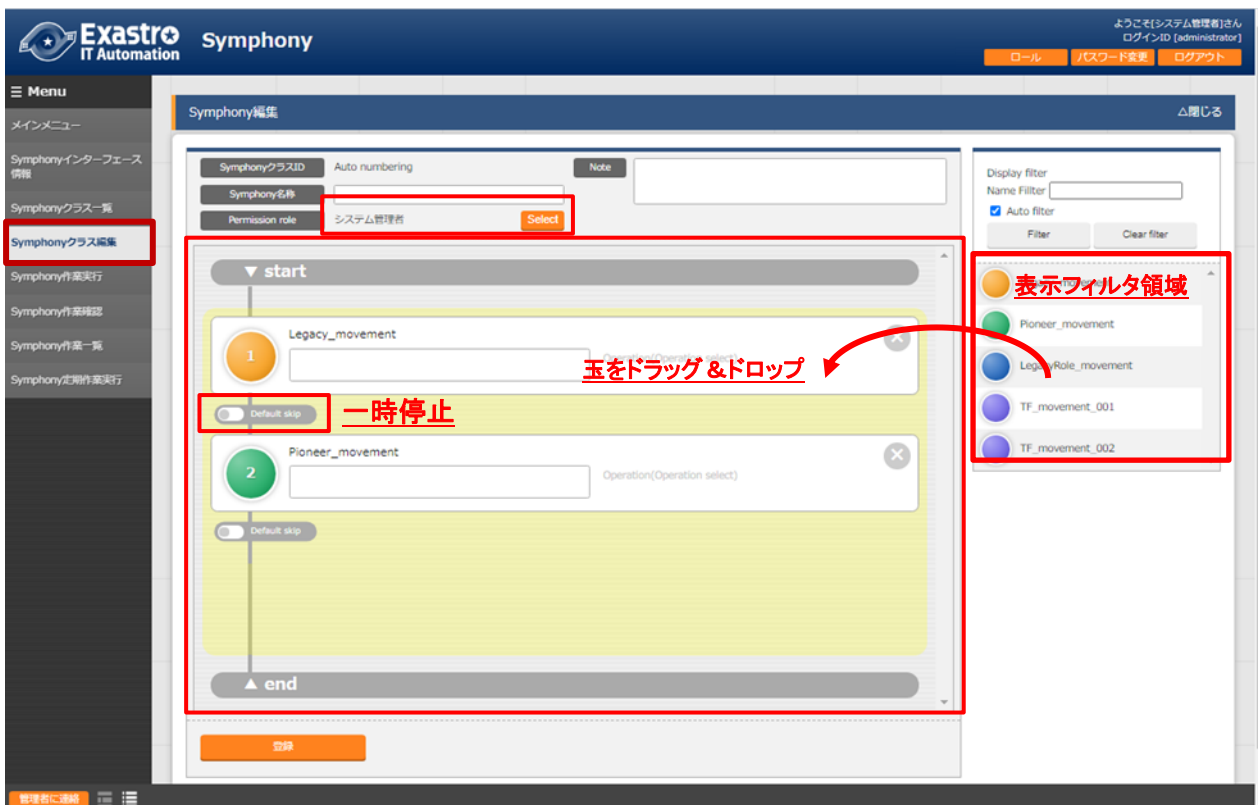 Exastro
IT Automation
Symphony
ようこそ[システム管理者]さん
ログインID [administrator]
ロール
パスワード変更
ログアウト
☰ Menu
メインメニュー
Symphonyインターフェース
情報
Symphonyクラス一覧
Symphonyクラス編集
Symphony作業実行
Symphony作業確認
Symphony作業一覧
Symphony定期作業実行
Symphony編集
△閉じる
SymphonyクラスID
Auto numbering
Note
Symphony名称
Permission role
システム管理者
Select
▼ start
1
Legacy_movement
Operation(Operation select)
玉をドラッグ&ドロップ
Default skip
一時停止
2
Pioneer_movement
Operation(Operation select)
Default skip
▲ end
登録
Display filter
Name Fillter
Auto filter
Filter
Clear filter
表示フィルタ領域
Pioneer_movement
LegacyRole_movement
TF_movement_001
TF_movement_002
管理者に連絡